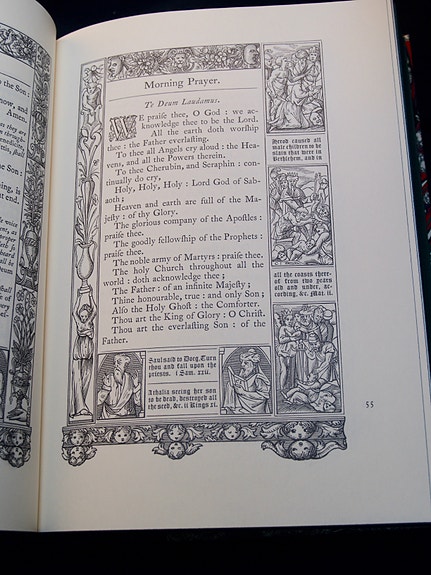 the Son :
now, and
Amen.
Morning Prayer.
Te Deum Laudamus.
WE praiſe thee, O God : we ac-
knowledge thee to be the Lord.
All the earth doth worſhip
thee : the Father everlaſting.
To thee all Angels cry aloud : the Hea-
vens, and all the Powers therein.
To thee Cherubin, and Seraphin : con-
tinually do cry,
Holy, Holy, Holy : Lord God of Sab-
aoth ;
Heaven and earth are full of the Ma-
jeſty : of thy Glory.
The glorious company of the Apoſtles :
praiſe thee.
The goodly fellowſhip of the Prophets :
praiſe thee.
The noble army of Martyrs : praiſe thee.
The holy Church throughout all the
world : doth acknowledge thee ;
The Father : of an infinite Majeſty ;
Thine honourable, true : and only Son ;
Alſo the Holy Ghoſt : the Comforter.
Thou art the King of Glory : O Chriſt.
Thou art the everlaſting Son : of the
Father.
Herod cauſed all
male children to be
ſlain that were in
Bethlehem, and in
all the coasts there-
of from two years
old and under, ac-
cording, &c. Mat. ii.
Saul said to Doeg, Turn
thou and fall upon the
prieſts. 1 Sam. xxii.
Athalia seeing her son
to be dead, deſtroyed all
the ſeed, &c. ii Kings xi.
55